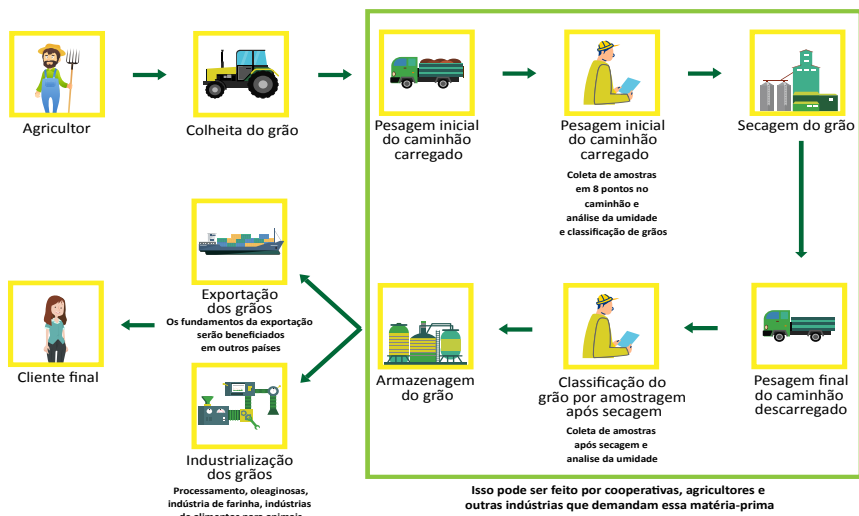 Agricultor
Colheita do grão
Pesagem inicial
do caminhão
carregado
Pesagem inicial
do caminhão
carregado
Coleta de amostras
em 8 pontos no
caminhão e
análise da umidade
e classificação de grãos
Secagem do grão
Pesagem final
do caminhão
descarregado
Classificação do
grão por amostragem
após secagem
Coleta de amostras
após secagem e
analise da umidade
Armazenagem
do grão
Exportação
dos grãos
Os fundamentos da exportação
serão beneficiados
em outros países
Industrialização
dos grãos
Processamento, oleaginosas,
indústria de farinha, indústrias
de alimentos para animais
Cliente final
Isso pode ser feito por cooperativas, agricultores e
outras indústrias que demandam essa matéria-prima